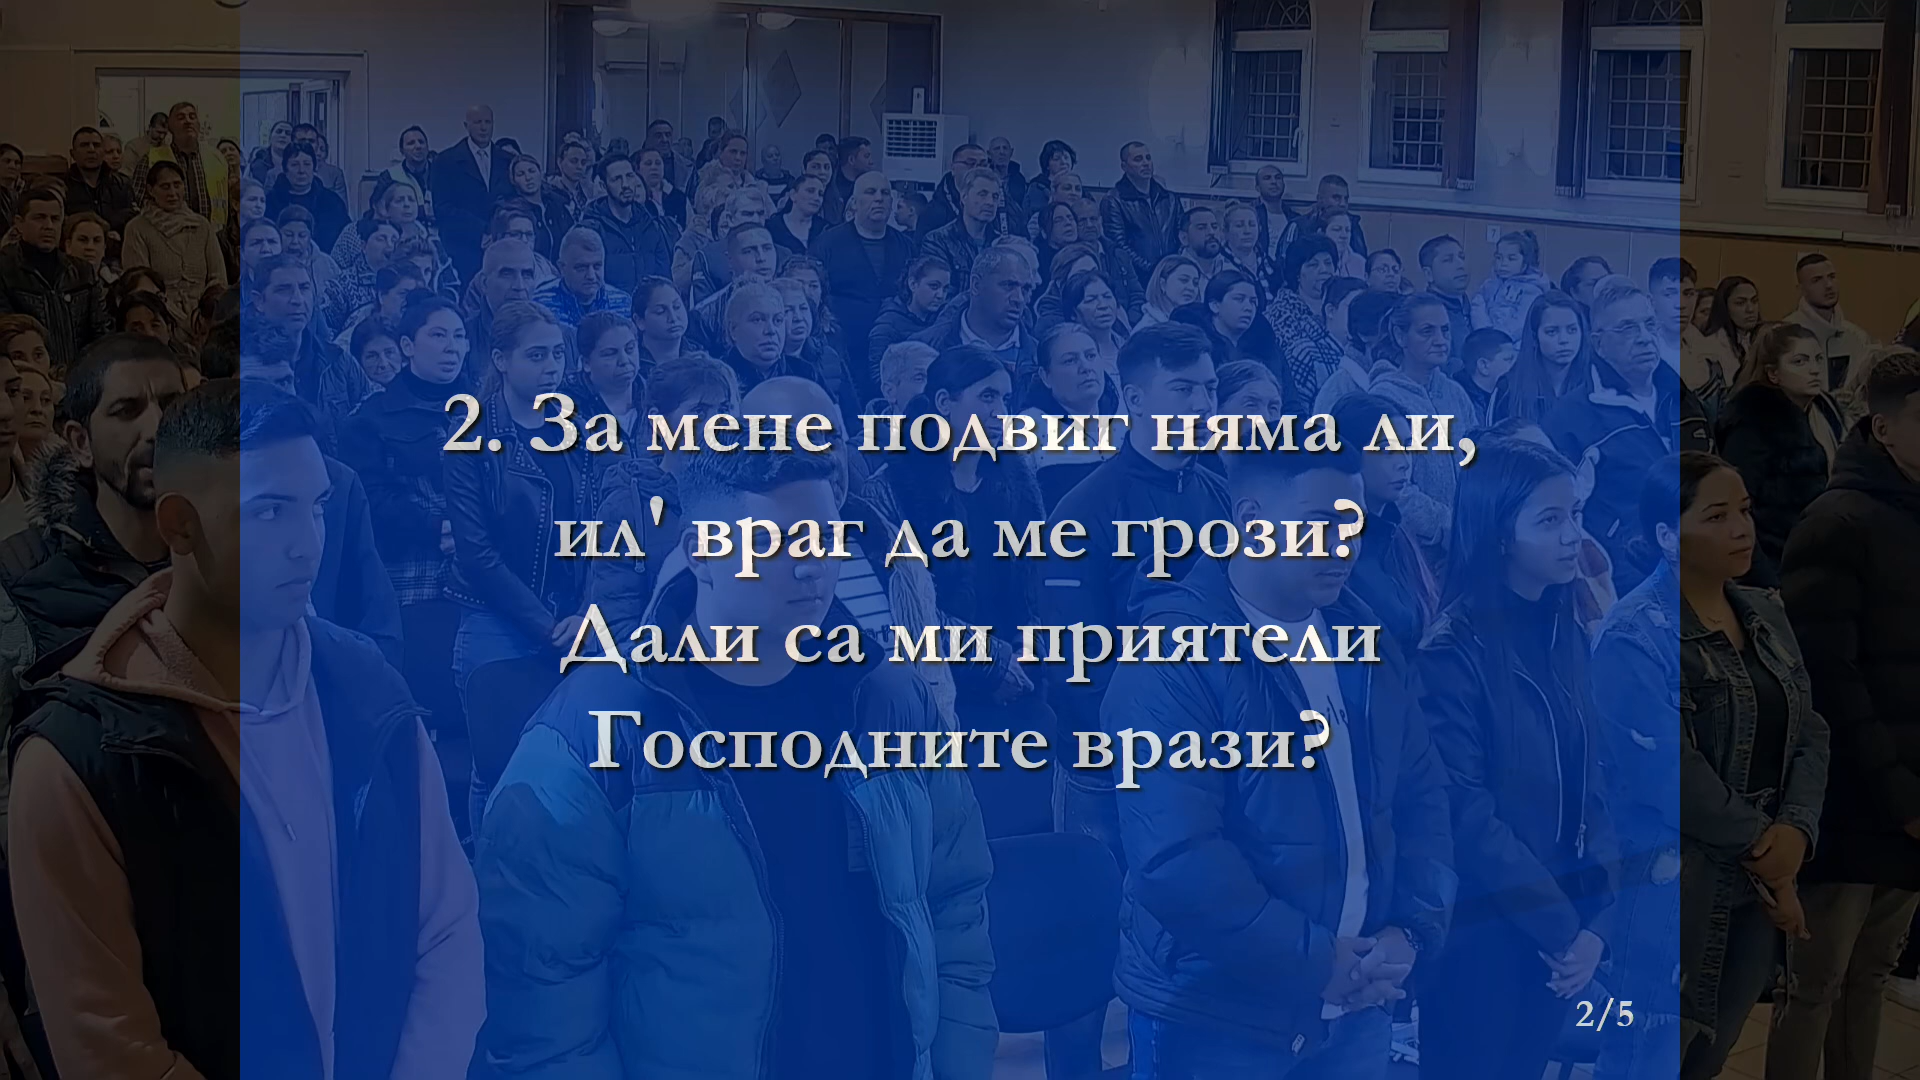 2. За мене подвиг няма ли,
ил' враг да ме грози?
Дали са ми приятели
Господните врази?
2/5